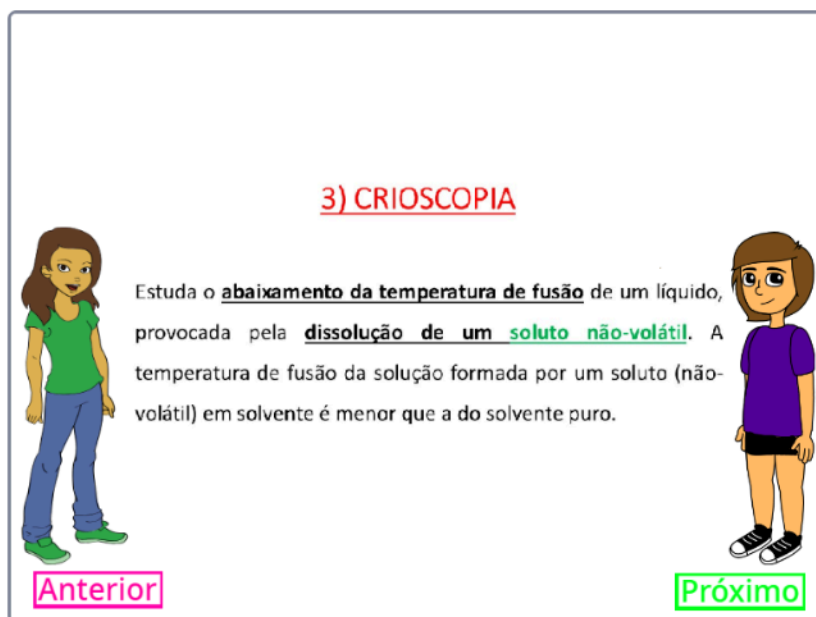 3) CRIOSCOPIA
Estuda o abaixamento da temperatura de fusão de um líquido,
provocada pela dissolução de um soluto não-volátil. A
temperatura de fusão da solução formada por um soluto (não-
volátil) em solvente é menor que a do solvente puro.
Anterior
Próximo